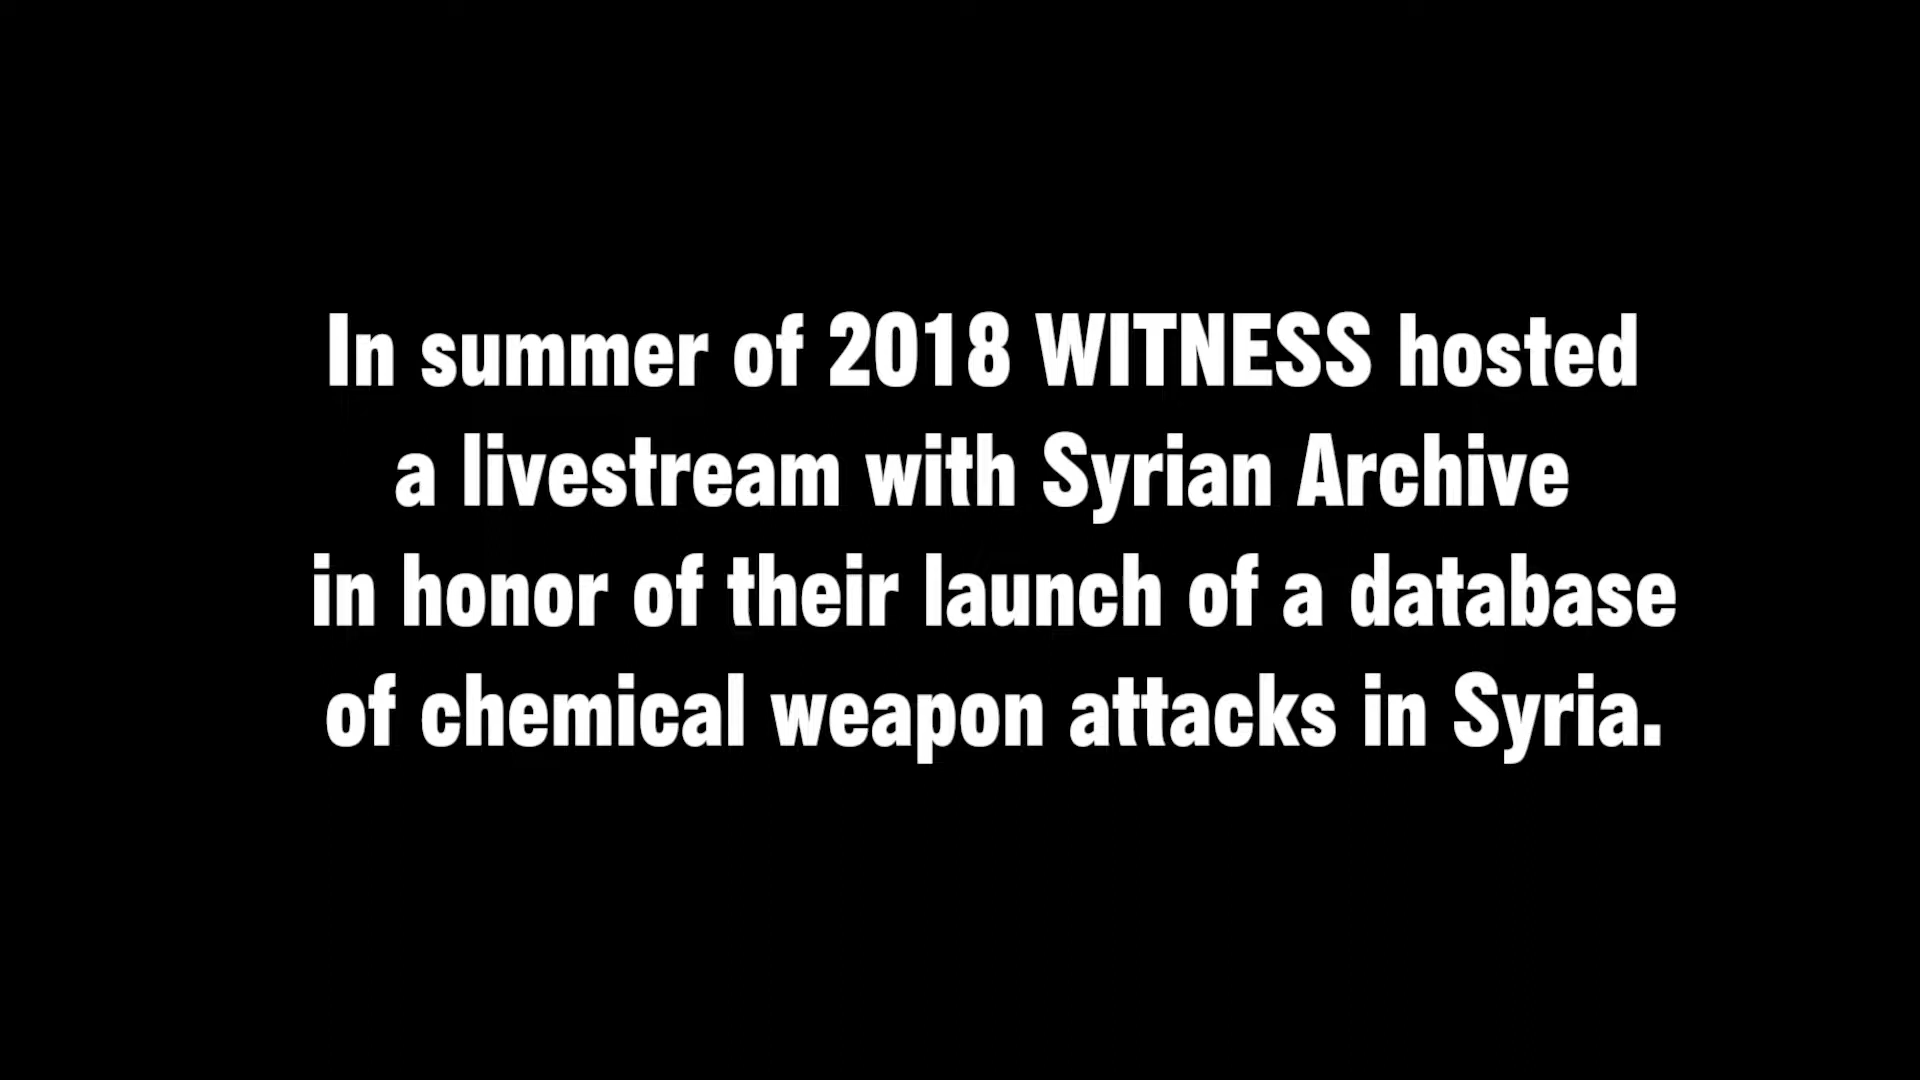 In summer of 2018 WITNESS hosted
a livestream with Syrian Archive
in honor of their launch of a database
of chemical weapon attacks in Syria.